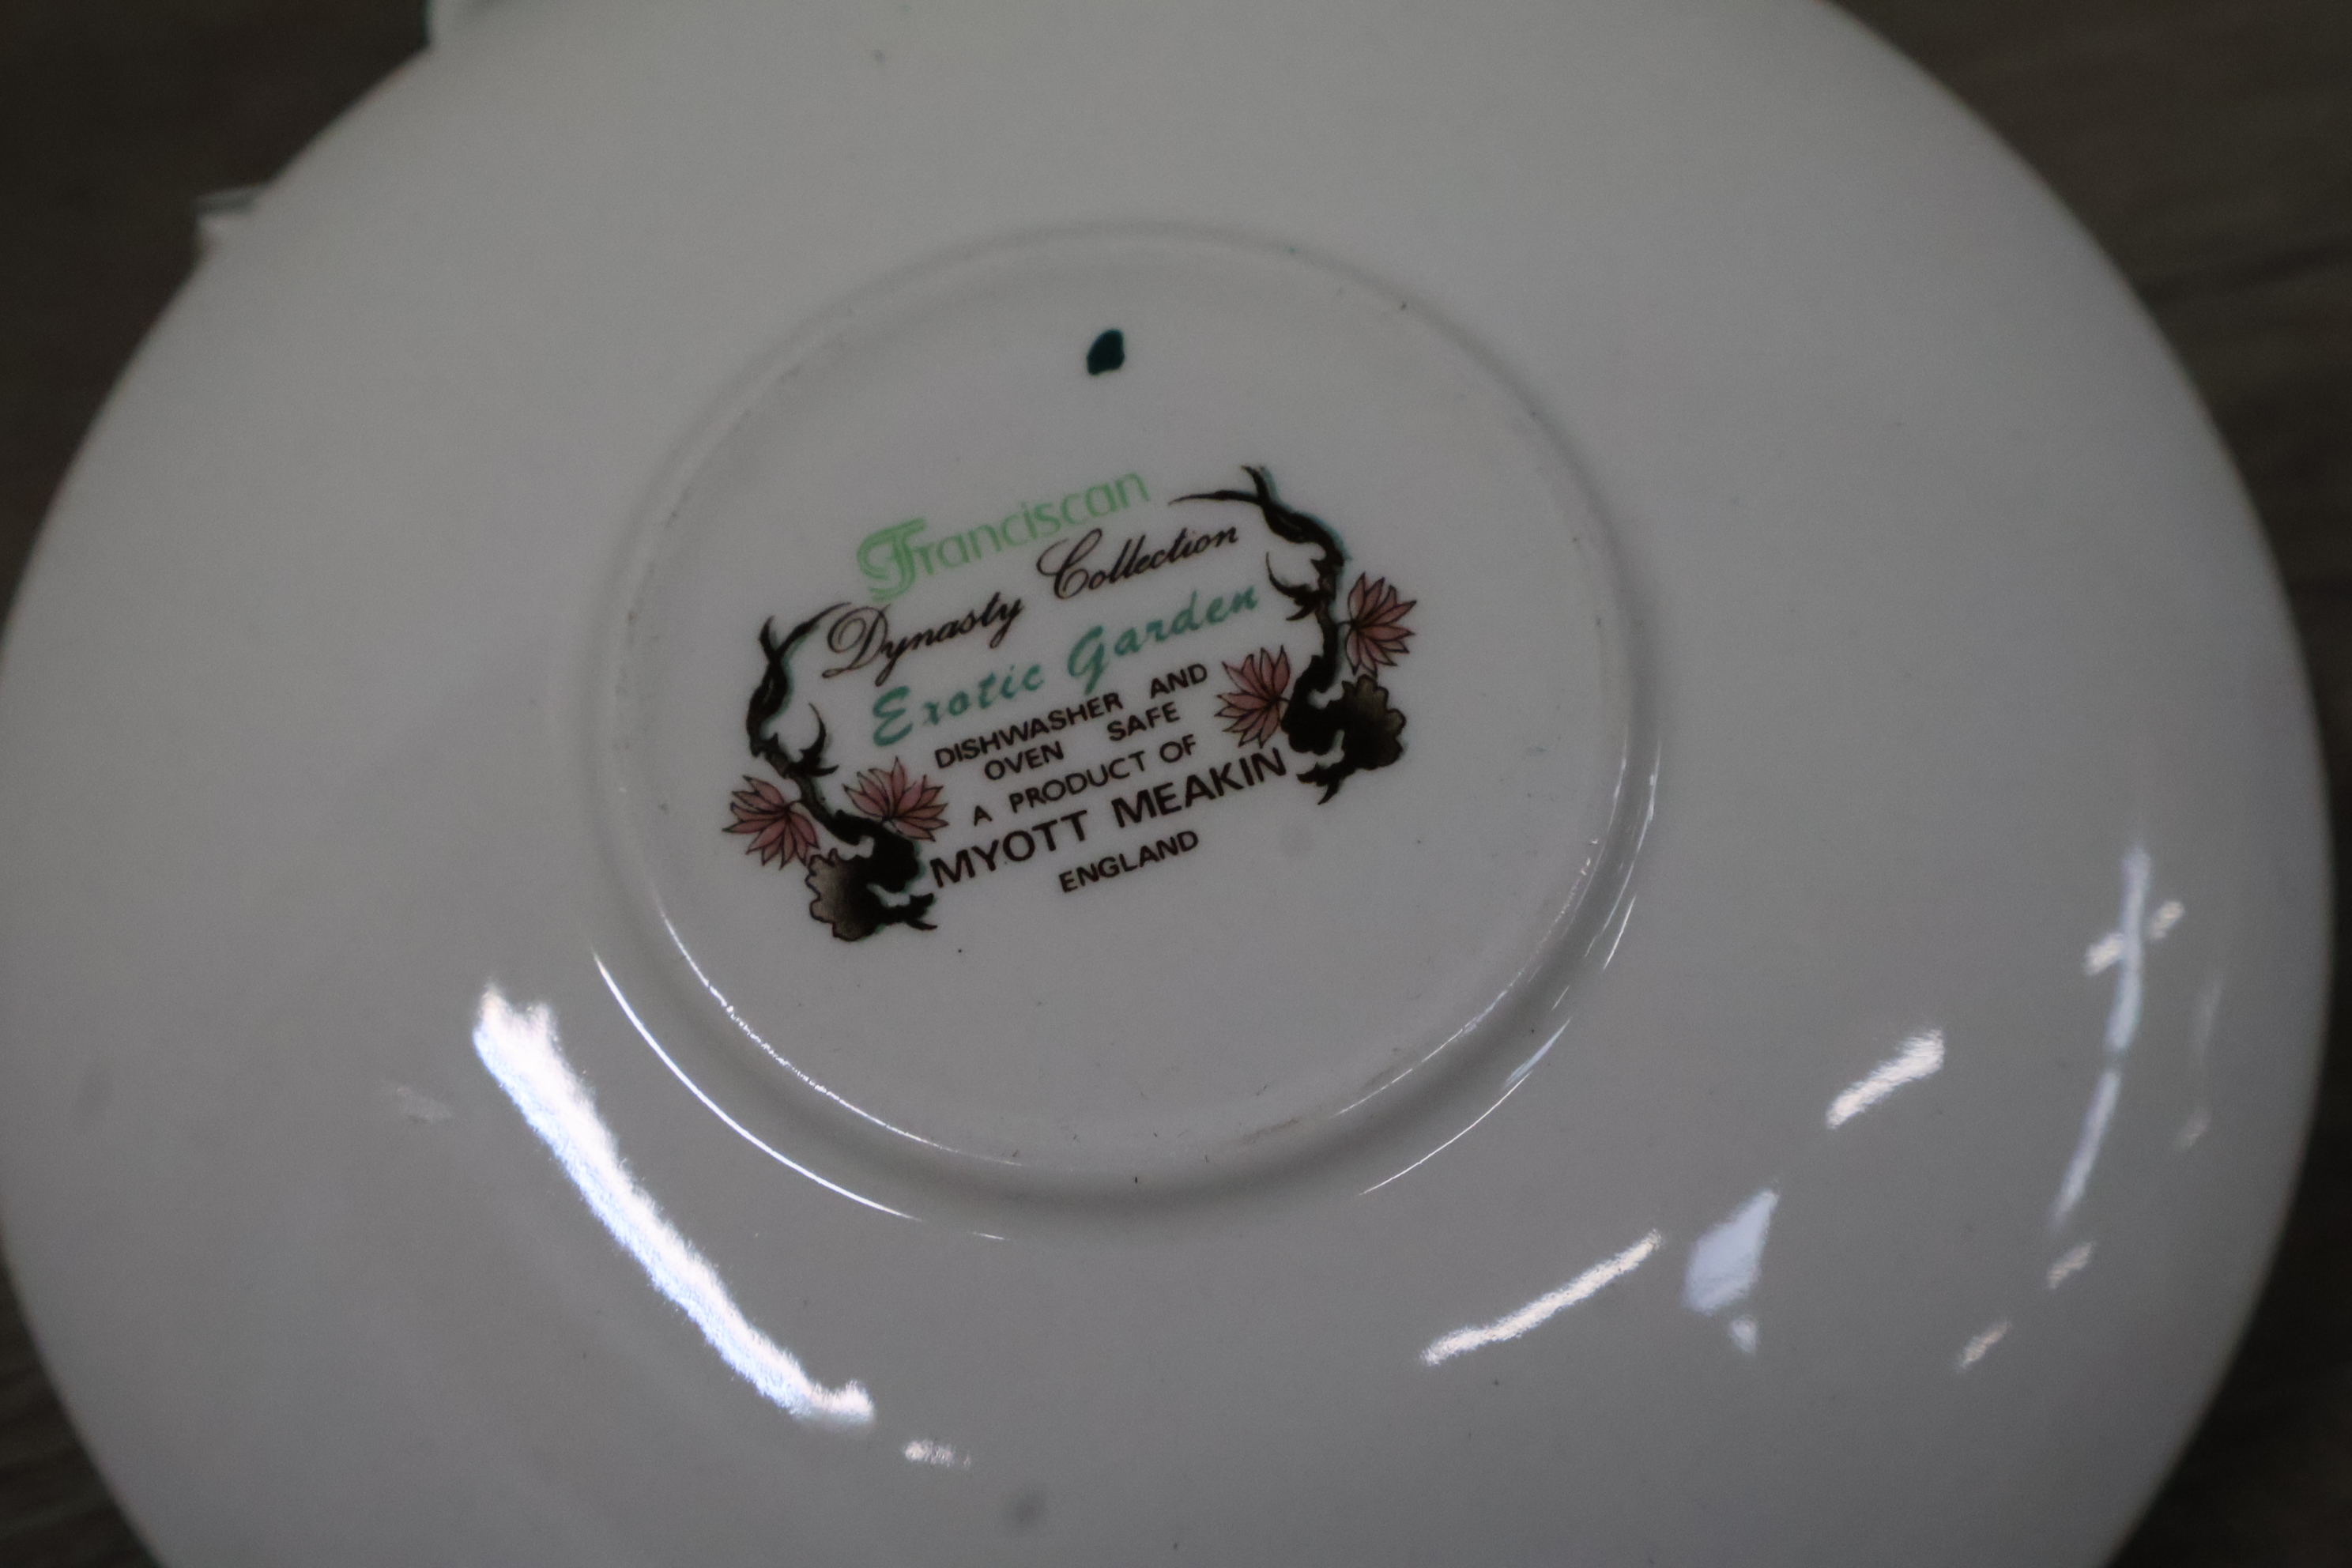 Franciscan
Dynasty Collection
Exotic Garden
DISHWASHER AND
OVEN SAFE
A PRODUCT OF
MYOTT MEAKIN
ENGLAND